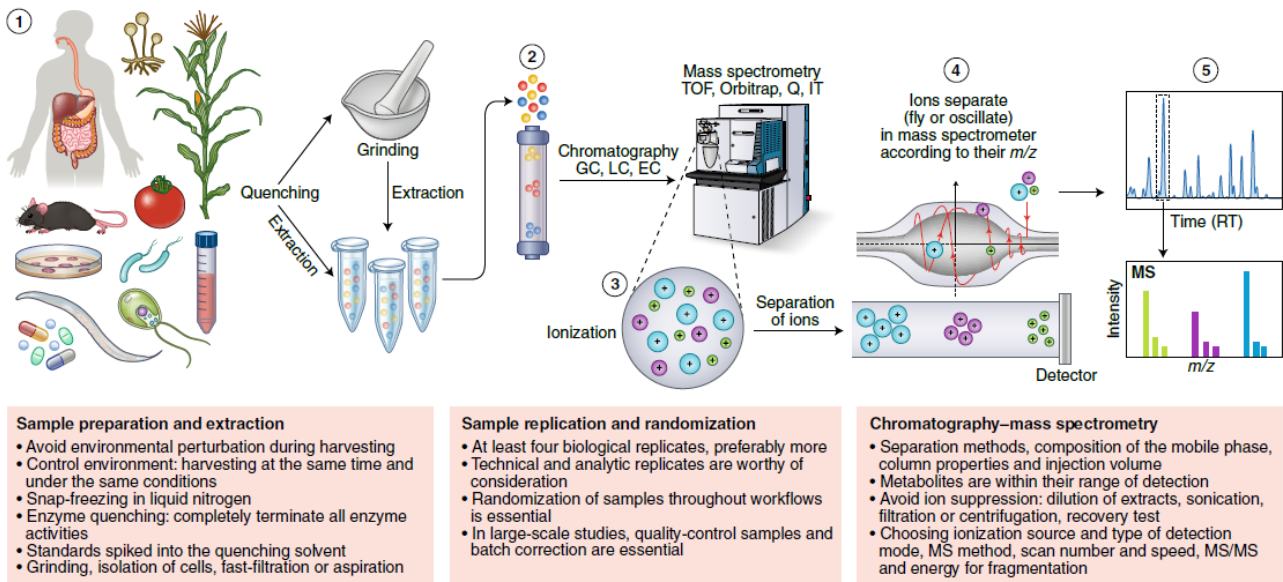 1
Quenching
Grinding
Extraction
Extraction
2
Chromatography
GC, LC, EC
Mass spectrometry
TOF, Orbitrap, Q, IT
3
Ionization
+
Separation
of ions
4
Ions separate
(fly or oscillate)
in mass spectrometer
according to their m/z
Detector
5
Time (RT)
MS
Intensity
m/z
Sample preparation and extraction
• Avoid environmental perturbation during harvesting
• Control environment: harvesting at the same time and
under the same conditions
• Snap-freezing in liquid nitrogen
• Enzyme quenching: completely terminate all enzyme
activities
• Standards spiked into the quenching solvent
• Grinding, isolation of cells, fast-filtration or aspiration
Sample replication and randomization
• At least four biological replicates, preferably more
• Technical and analytic replicates are worthy of
consideration
• Randomization of samples throughout workflows
is essential
• In large-scale studies, quality-control samples and
batch correction are essential
Chromatography–mass spectrometry
• Separation methods, composition of the mobile phase,
column properties and injection volume
• Metabolites are within their range of detection
• Avoid ion suppression: dilution of extracts, sonication,
filtration or centrifugation, recovery test
• Choosing ionization source and type of detection
mode, MS method, scan number and speed, MS/MS
and energy for fragmentation